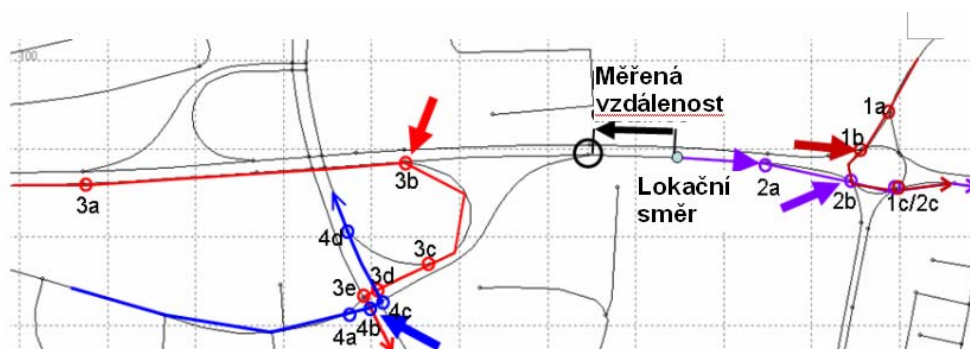 100
Měřená
vzdálenost
1a
1b
Lokační
směr
2a
2b
1c/2c
3a
3b
3c
4d
3d
3e
4c
4b
4a